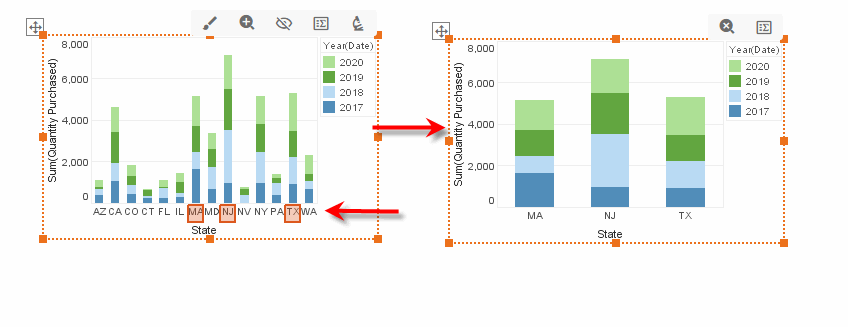 8,000
6,000
4,000
2,000
0
Sum(Quantity Purchased)
AZ CA CO CT FL IL MA MD NJ NV NY PA TX WA
State
Year(Date)
2020
2019
2018
2017
8,000
6,000
4,000
2,000
0
Sum(Quantity Purchased)
MA NJ TX
State
Year(Date)
2020
2019
2018
2017